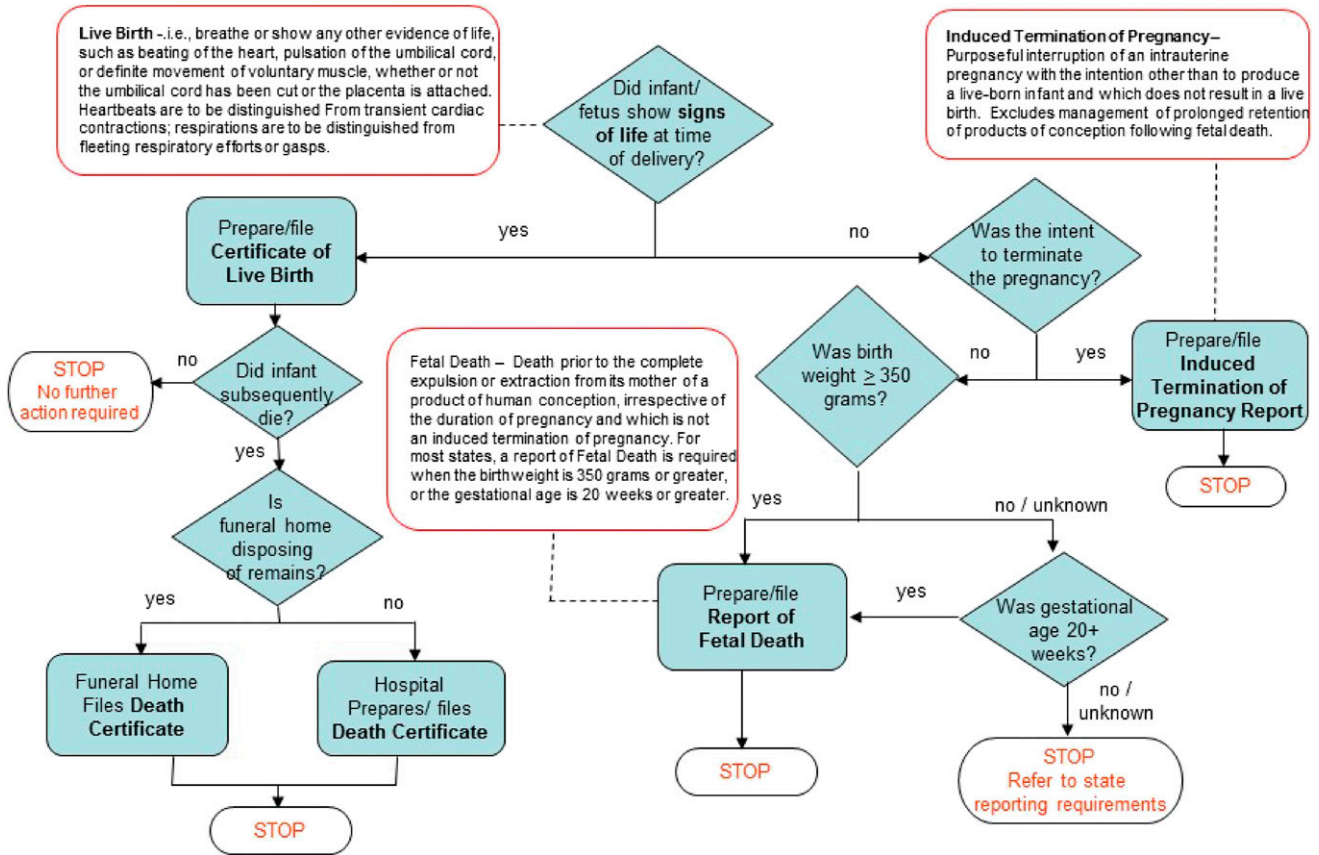 Live Birth -.i.e., breathe or show any other evidence of life,
such as beating of the heart, pulsation of the umbilical cord,
or definite movement of voluntary muscle, whether or not
the umbilical cord has been cut or the placenta is attached.
Heartbeats are to be distinguished From transient cardiac
contractions; respirations are to be distinguished from
fleeting respiratory efforts or gasps.
Did infant/
fetus show signs
of life at time
of delivery?
Induced Termination of Pregnancy–
Purposeful interruption of an intrauterine
pregnancy with the intention other than to produce
a live-born infant and which does not result in a live
birth. Excludes management of prolonged retention
of products of conception following fetal death.
yes
no
Prepare/file
Certificate of
Live Birth
Was the intent
to terminate
the pregnancy?
no
yes
Did infant
subsequently
die?
no
STOP
No further
action required
yes
Is
funeral home
disposing
of remains?
yes
no
Funeral Home
Files Death
Certificate
Hospital
Prepares/ files
Death Certificate
STOP
Fetal Death – Death prior to the complete
expulsion or extraction from its mother of a
product of human conception, irrespective of
the duration of pregnancy and which is not
an induced termination of pregnancy. For
most states, a report of Fetal Death is required
when the birthweight is 350 grams or greater,
or the gestational age is 20 weeks or greater.
Was birth
weight ≥ 350
grams?
Prepare/file
Induced
Termination of
Pregnancy Report
STOP
yes
no / unknown
Prepare/file
Report of
Fetal Death
yes
Was gestational
age 20+
weeks?
no /
unknown
STOP
STOP
Refer to state
reporting requirements